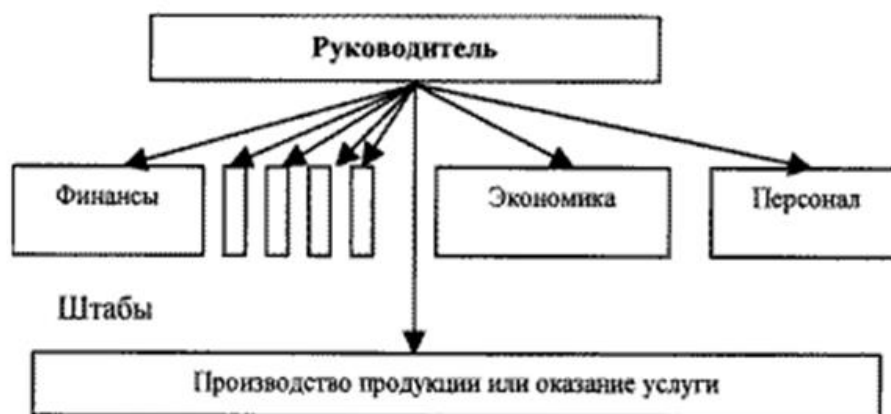 Руководитель
Финансы
Экономика
Персонал
Штабы
Производство продукции или оказание услуги